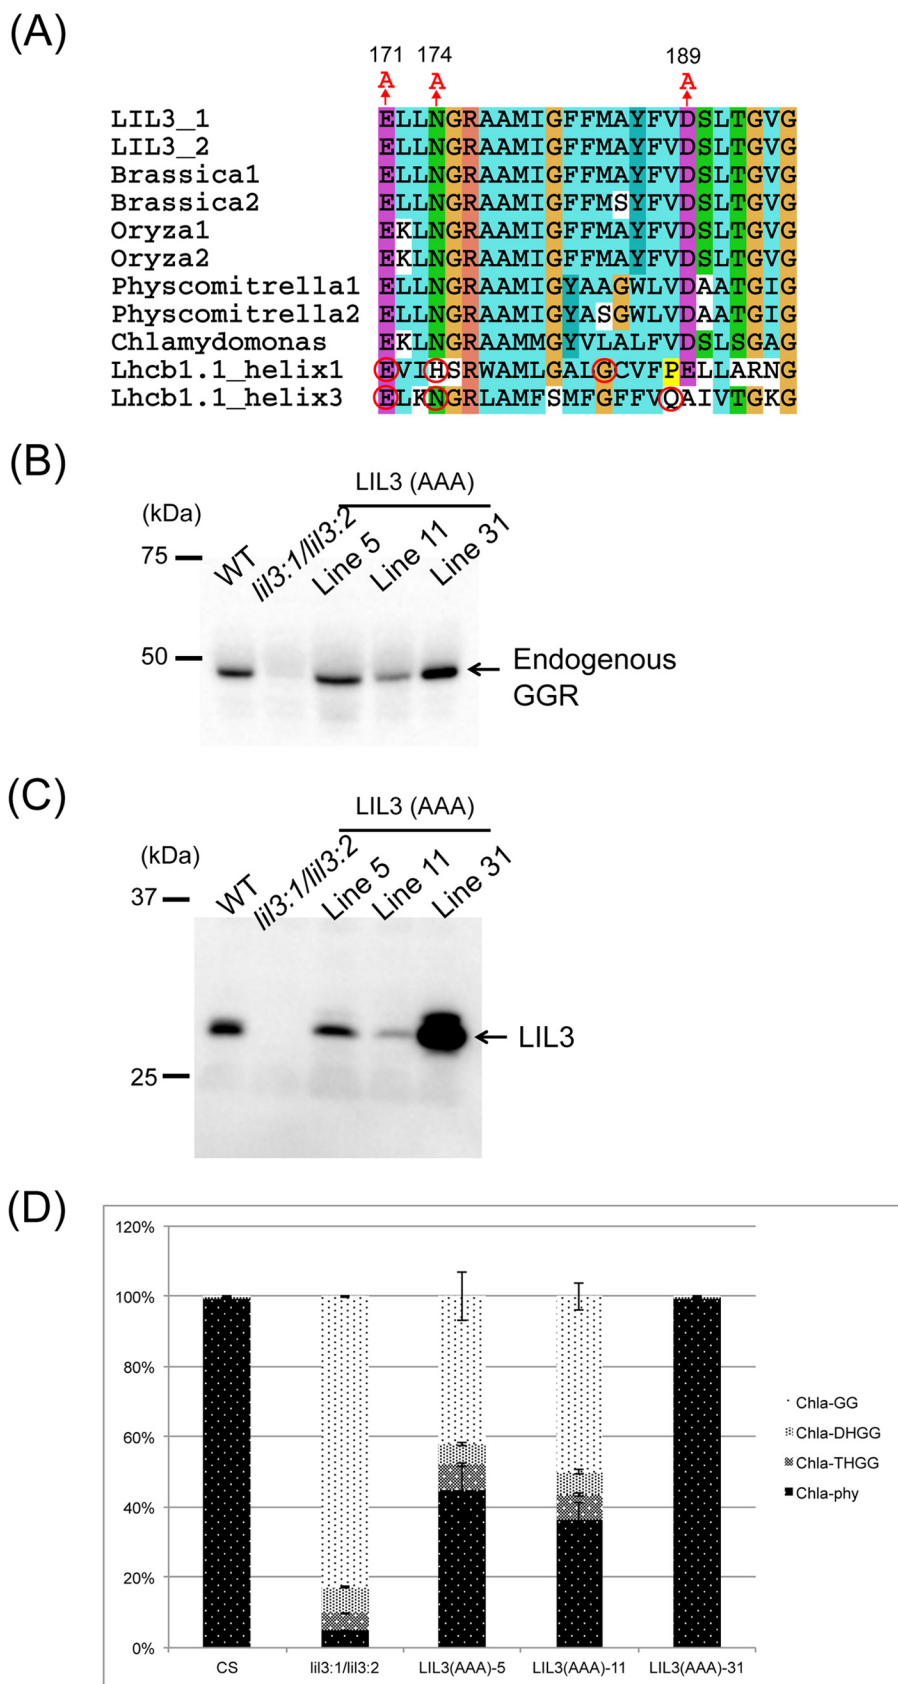 (A)
171 174 189
A A A
LIL3_1 ELLNGRAAMIGFFMAYFVDSLTGVG
LIL3_2 ELLNGRAAMIGFFMAYFVDSLTGVG
Brassica1 ELLNGRAAMIGFFMAYFVDSLTGVG
Brassica2 ELLNGRAAMIGFFMSYFVDSLTGVG
Oryza1 EKLNGRAAMIGFFMAYFVDSLTGVG
Oryza2 EKLNGRAAMIGFFMAYFVDSLTGVG
Physcomitrella1 ELLNGRAAMIGYAAGWLVDAATGIG
Physcomitrella2 ELLNGRAAMIGYASGWLVDAATGIG
Chlamydomonas EKLNGRAAMMGYVLALFVDSLSGAG
Lhcb1.1_helix1 EVIHSRWAMLGALGCVFPELLARNG
Lhcb1.1_helix3 ELKNGRLAMFSMFGFFVQAIVTGKG
(B)
LIL3 (AAA)
(kDa)
WT lil3:1/lil3:2 Line 5 Line 11 Line 31
75
50
Endogenous
GGR
(C)
LIL3 (AAA)
(kDa)
WT lil3:1/lil3:2 Line 5 Line 11 Line 31
37
LIL3
25
(D)
120%
100%
80%
60%
40%
20%
0%
Chla-GG
Chla-DHGG
Chla-THGG
Chla-phy
CS lil3:1/lil3:2 LIL3(AAA)-5 LIL3(AAA)-11 LIL3(AAA)-31